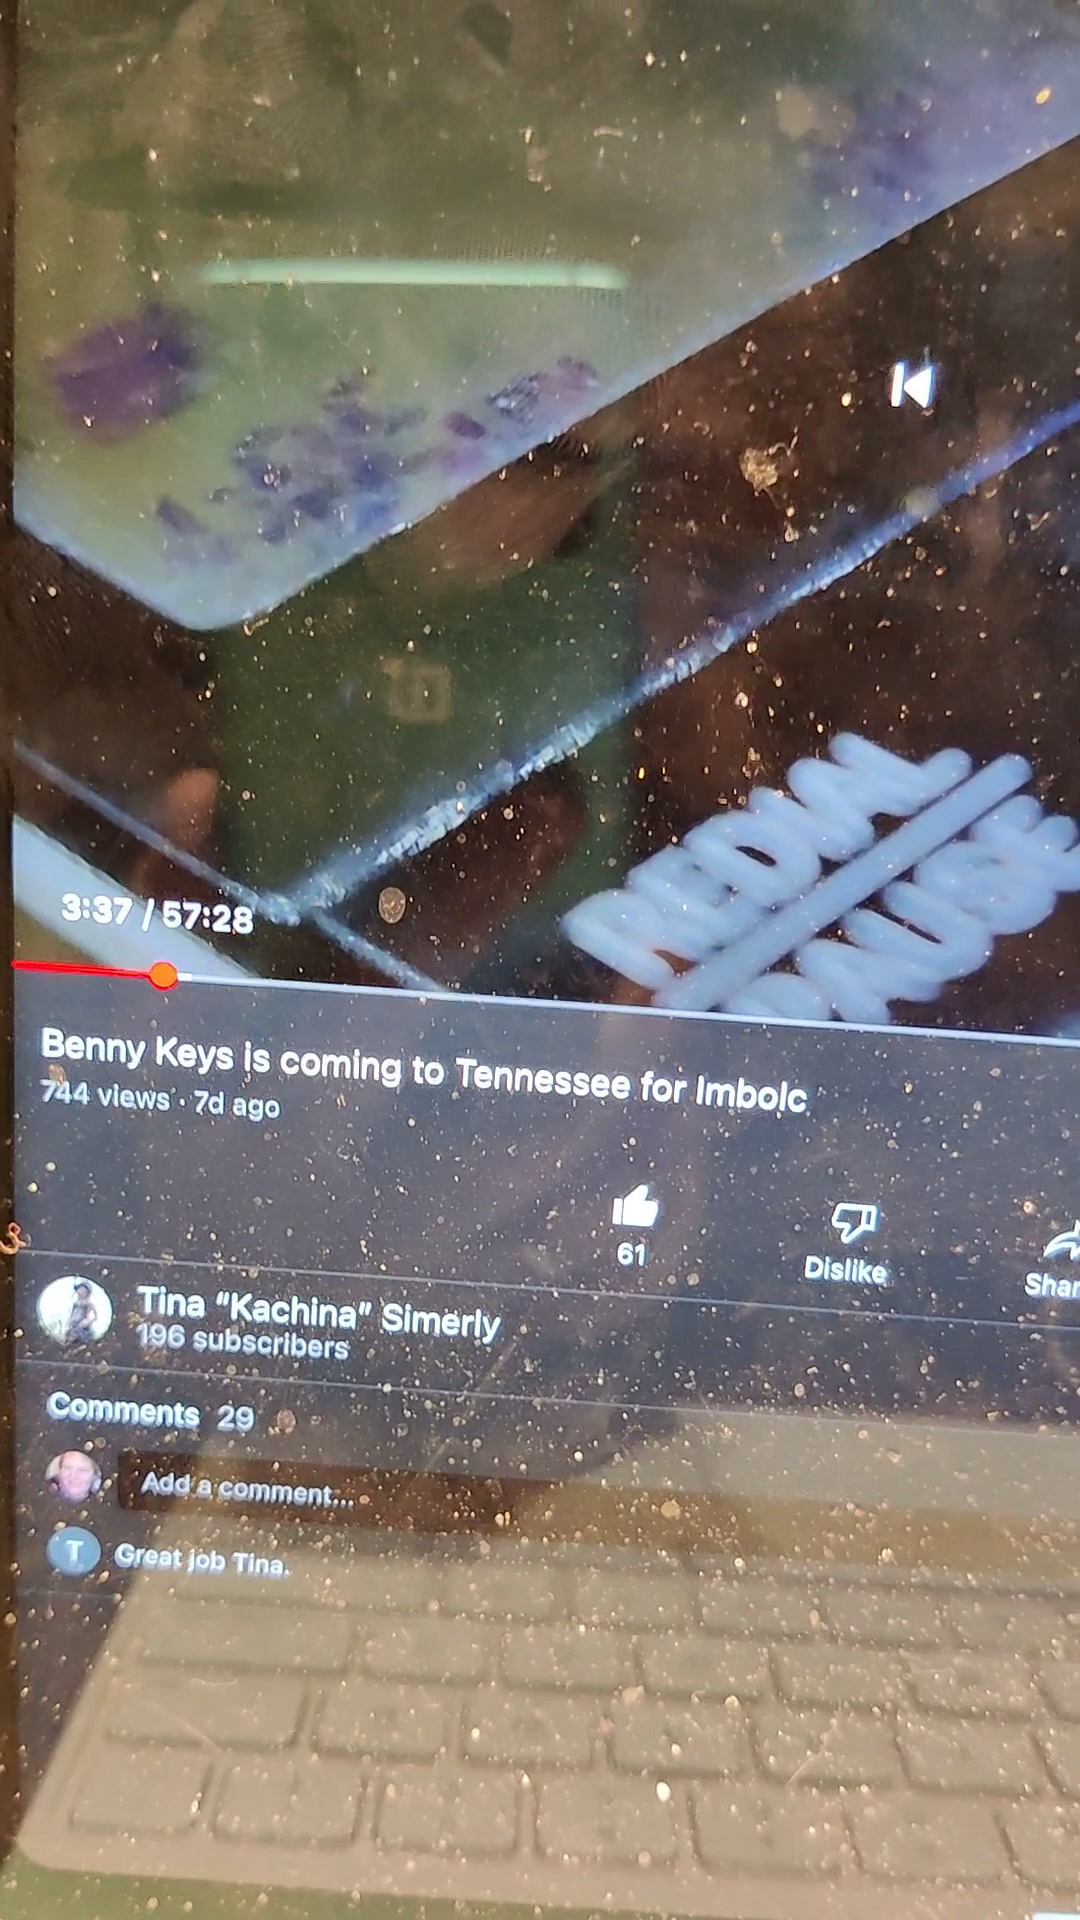 3:37 / 57:28
Benny Keys is coming to Tennessee for Imbolc
744 views · 7d ago
61
Dislike
Tina "Kachina" Simerly
196 subscribers
Comments 29
Add a comment...
T
Great job Tina.